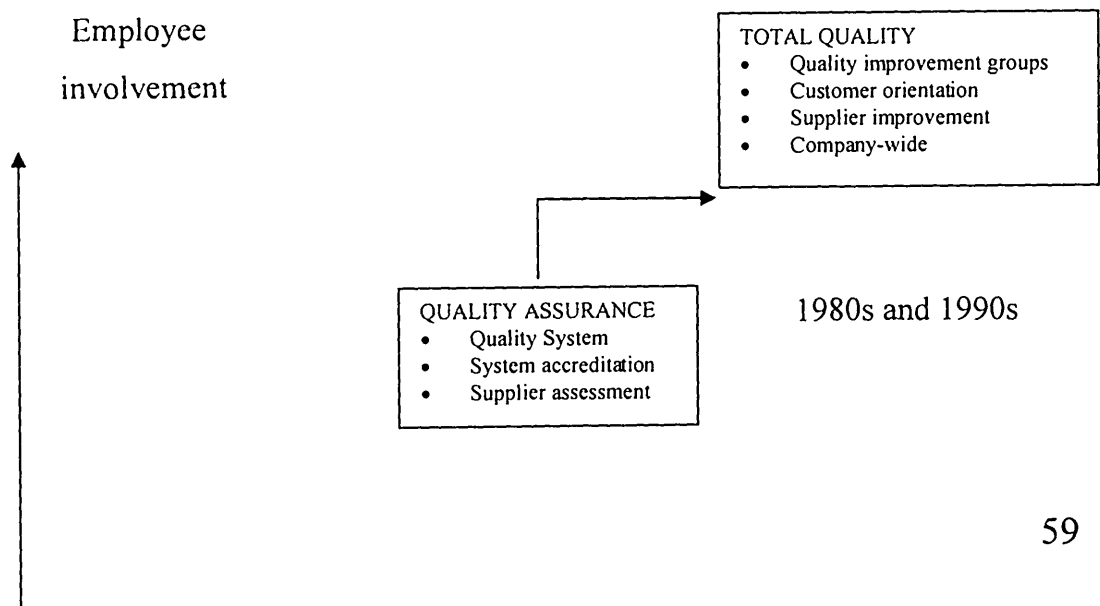 Employee
involvement
TOTAL QUALITY
• Quality improvement groups
• Customer orientation
• Supplier improvement
• Company-wide
QUALITY ASSURANCE
• Quality System
• System accreditation
• Supplier assessment
1980s and 1990s
59